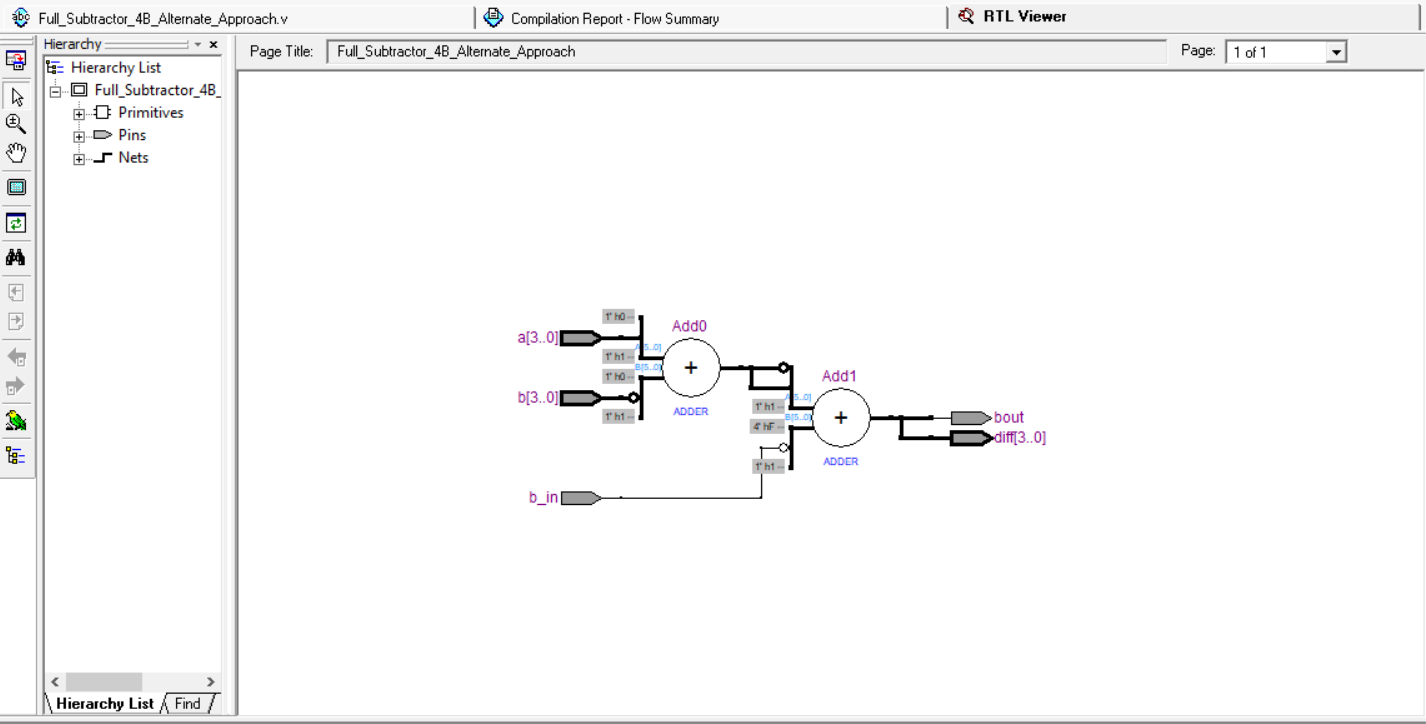 Full_Subtractor_4B_Alternate_Approach.v
Compilation Report - Flow Summary
RTL Viewer
Hierarchy
Page Title: Full_Subtractor_4B_Alternate_Approach
Page: 1 of 1
Hierarchy List
Full_Subtractor_4B_
Primitives
Pins
Nets
1' h0 --
a[3..0]
Add0
A[5..0]
1' h1 --
B[5..0]
1' h0 --
+
b[3..0]
1' h1 --
ADDER
Add1
A[5..0]
1' h1 --
B[5..0]
4' hF --
+
bout
diff[3..0]
1' h1 --
ADDER
b_in
Hierarchy List
Find